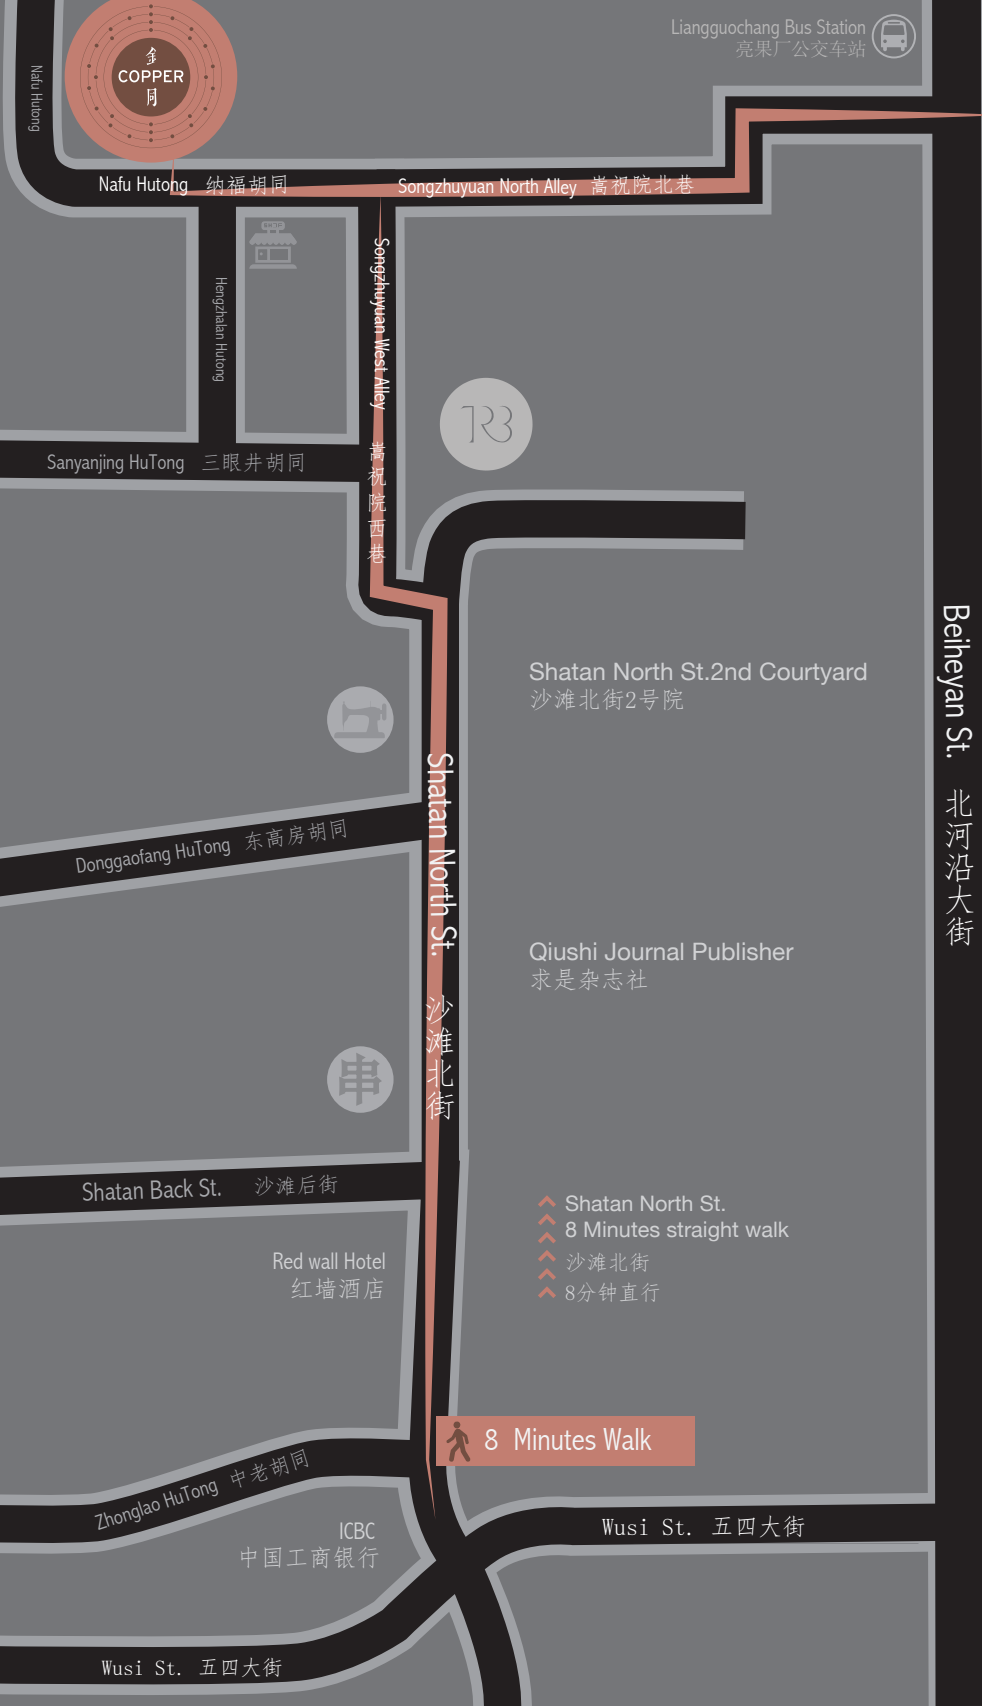 Liangguochang Bus Station
亮果厂公交车站
金
COPPER
同
Nafu Hutong
Nafu Hutong 纳福胡同
Songzhuyuan North Alley 嵩祝院北巷
SHOP
Hengzhalan Hutong
Songzhuyuan West Alley 嵩祝院西巷
TRB
Sanyanjing HuTong 三眼井胡同
Beiheyan St. 北河沿大街
Shatan North St.2nd Courtyard
沙滩北街2号院
Shatan North St. 沙滩北街
Donggaofang HuTong 东高房胡同
Qiushi Journal Publisher
求是杂志社
串
Shatan Back St. 沙滩后街
Shatan North St.
8 Minutes straight walk
沙滩北街
8分钟直行
Red wall Hotel
红墙酒店
8 Minutes Walk
Zhonglao HuTong 中老胡同
ICBC
中国工商银行
Wusi St. 五四大街
Wusi St. 五四大街